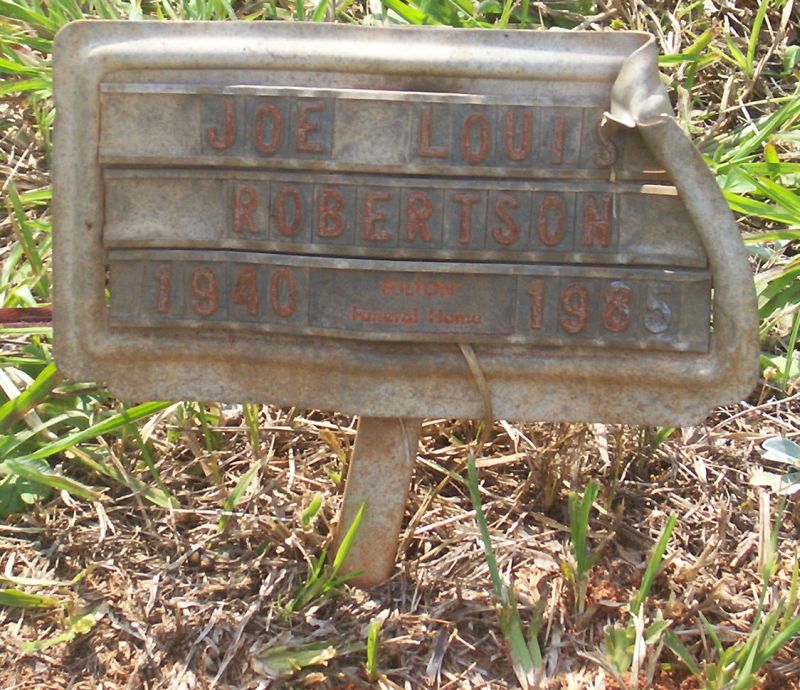 JOE LOUIS
ROBERTSON
1940 FULTON 1985
Funeral Home